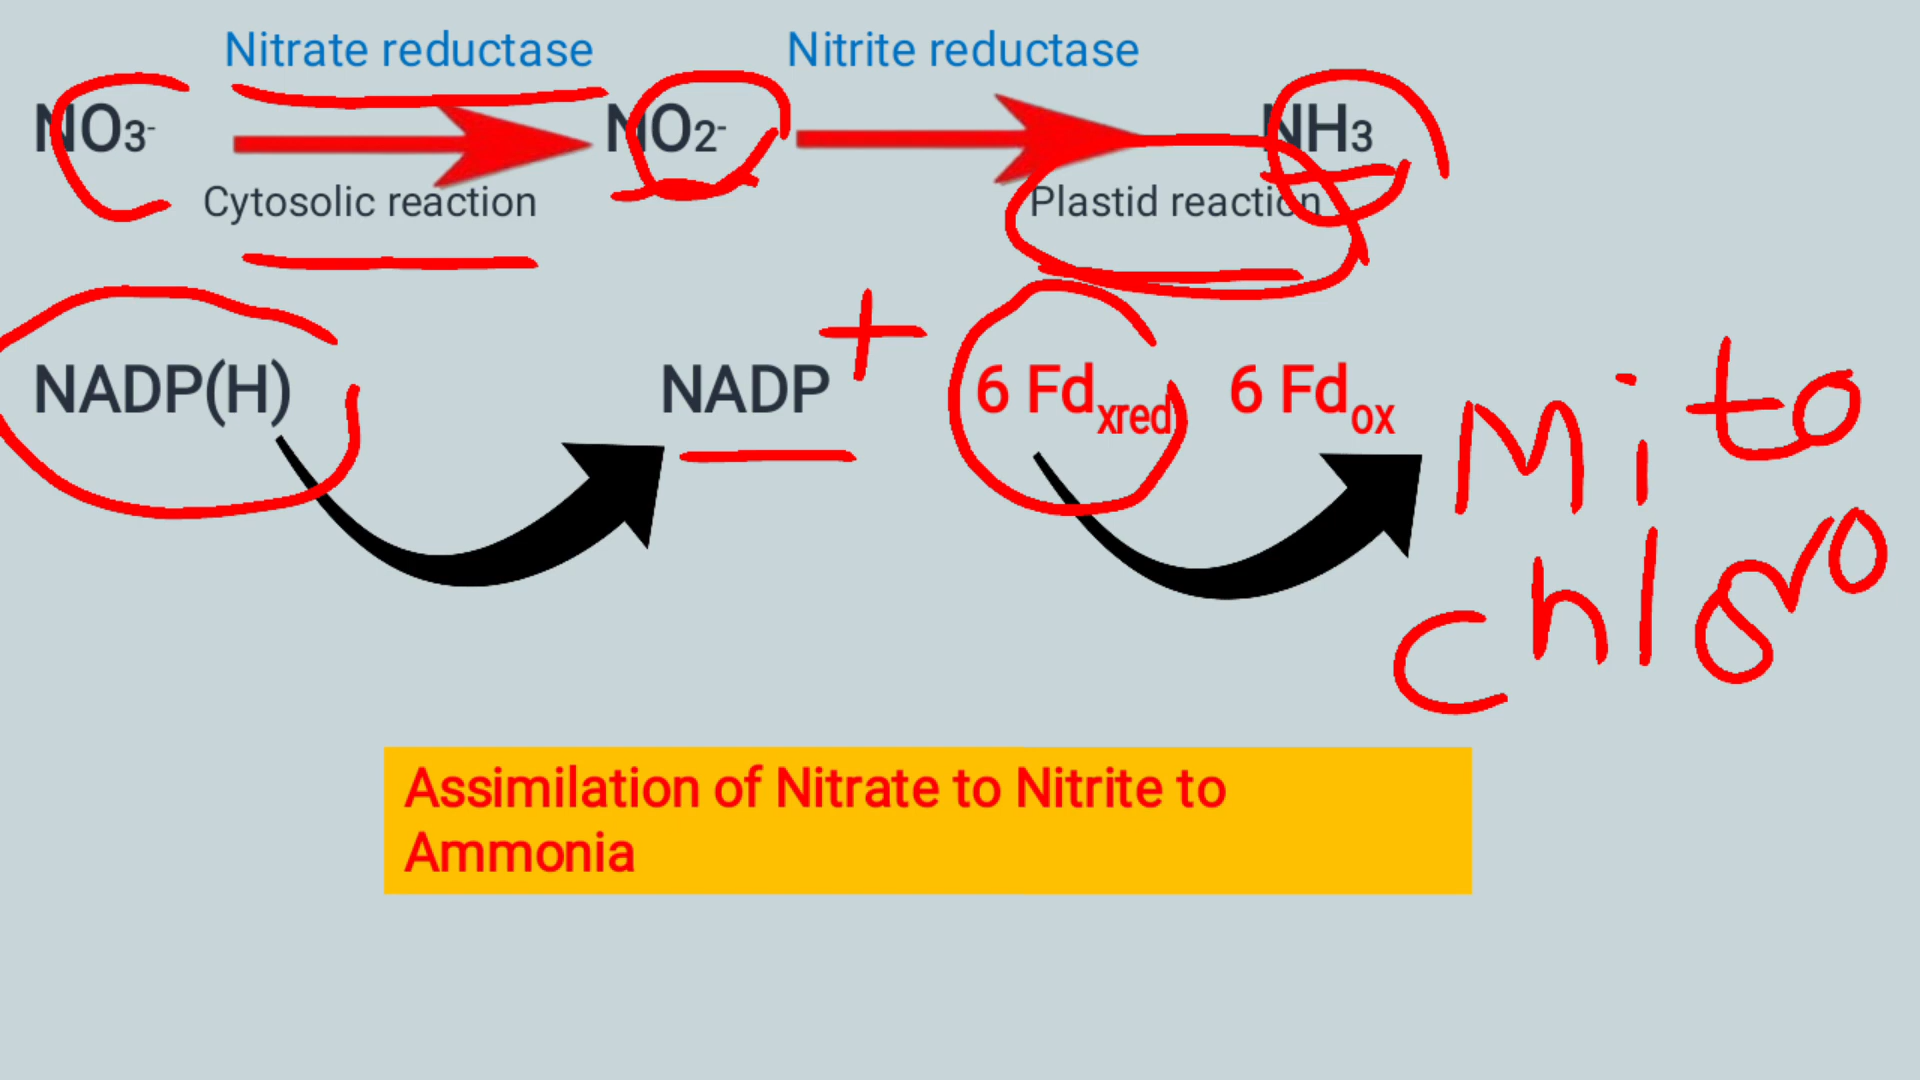 Nitrate reductase Nitrite reductase
NO3- NO2- NH3
Cytosolic reaction Plastid reaction
NADP(H) NADP + 6 Fdxred 6 Fdox
Mito
Chloro
Assimilation of Nitrate to Nitrite to
Ammonia